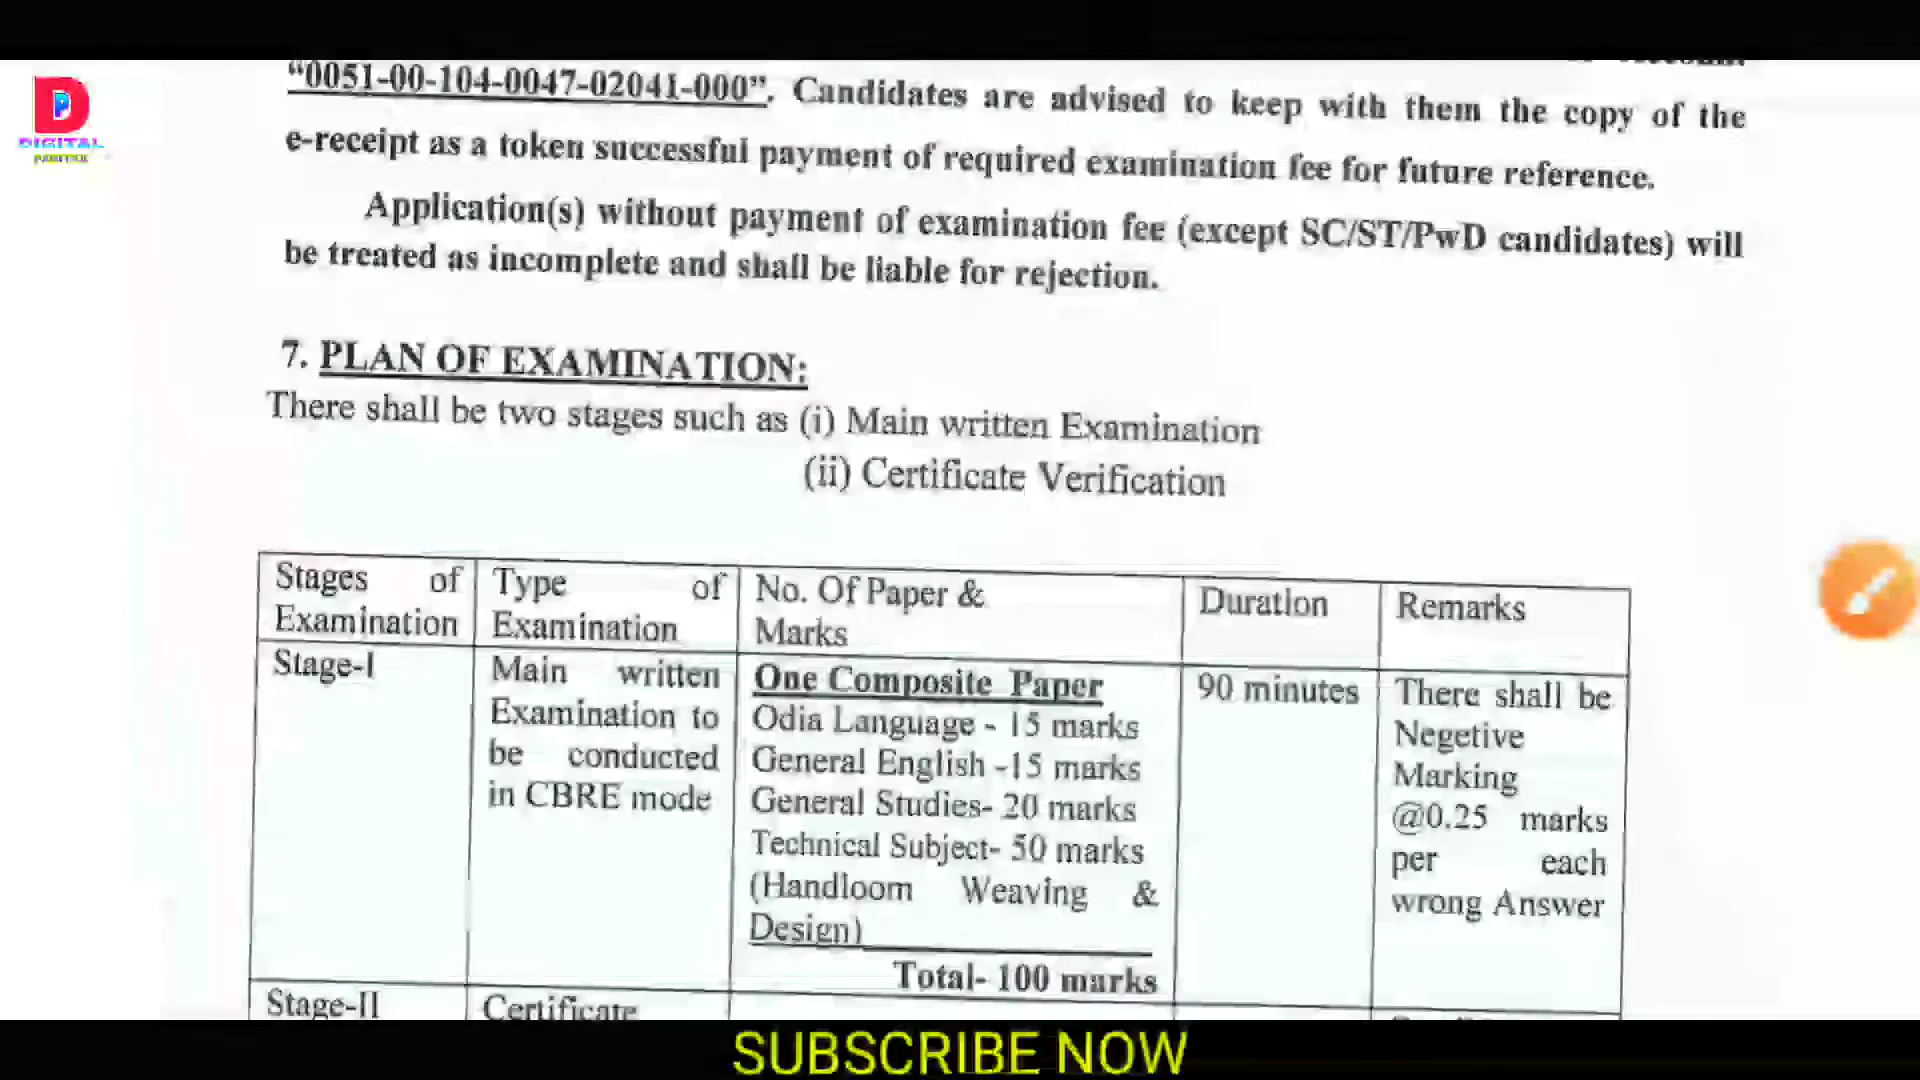 "0051-00-104-0047-02041-000". Candidates are advised to keep with them the copy of the
e-receipt as a token successful payment of required examination fee for future reference.
Application(s) without payment of examination fee (except SC/ST/PwD candidates) will
be treated as incomplete and shall be liable for rejection.
7. PLAN OF EXAMINATION:
There shall be two stages such as (i) Main written Examination
(ii) Certificate Verification
Stages of Examination
Type of Examination
No. Of Paper &
Marks
Duration
Remarks
Stage-I
Main written
Examination to
be conducted
in CBRE mode
One Composite Paper
Odia Language - 15 marks
General English -15 marks
General Studies- 20 marks
Technical Subject- 50 marks
(Handloom Weaving &
Design)
Total- 100 marks
90 minutes
There shall be
Negetive
Marking
@0.25 marks
per each
wrong Answer
Stage-II
Certificate
DIGITAL
SUBSCRIBE NOW